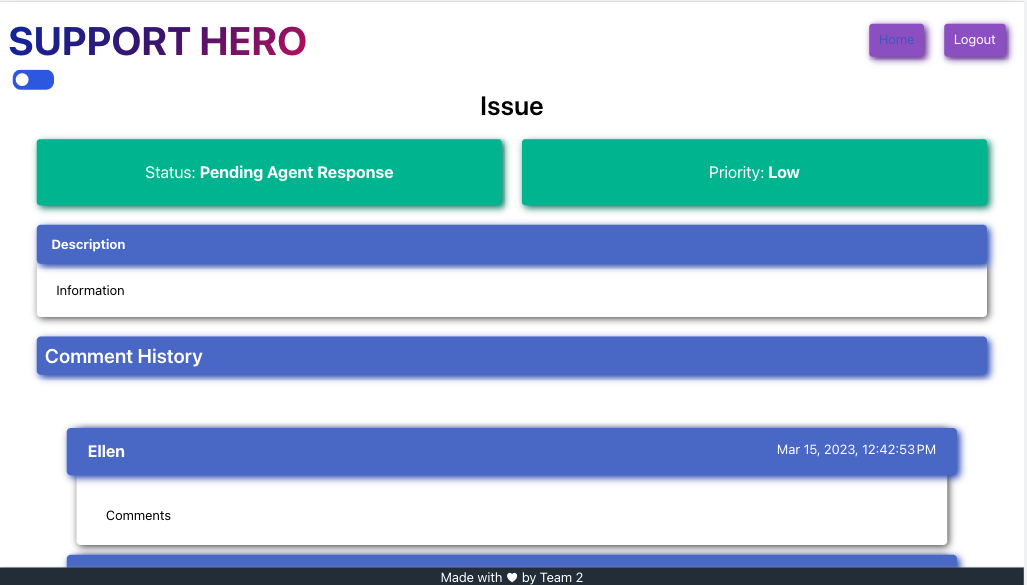 SUPPORT HERO
Home
Logout
Issue
Status: Pending Agent Response
Priority: Low
Description
Information
Comment History
Ellen
Mar 15, 2023, 12:42:53 PM
Comments
Made with ♥ by Team 2